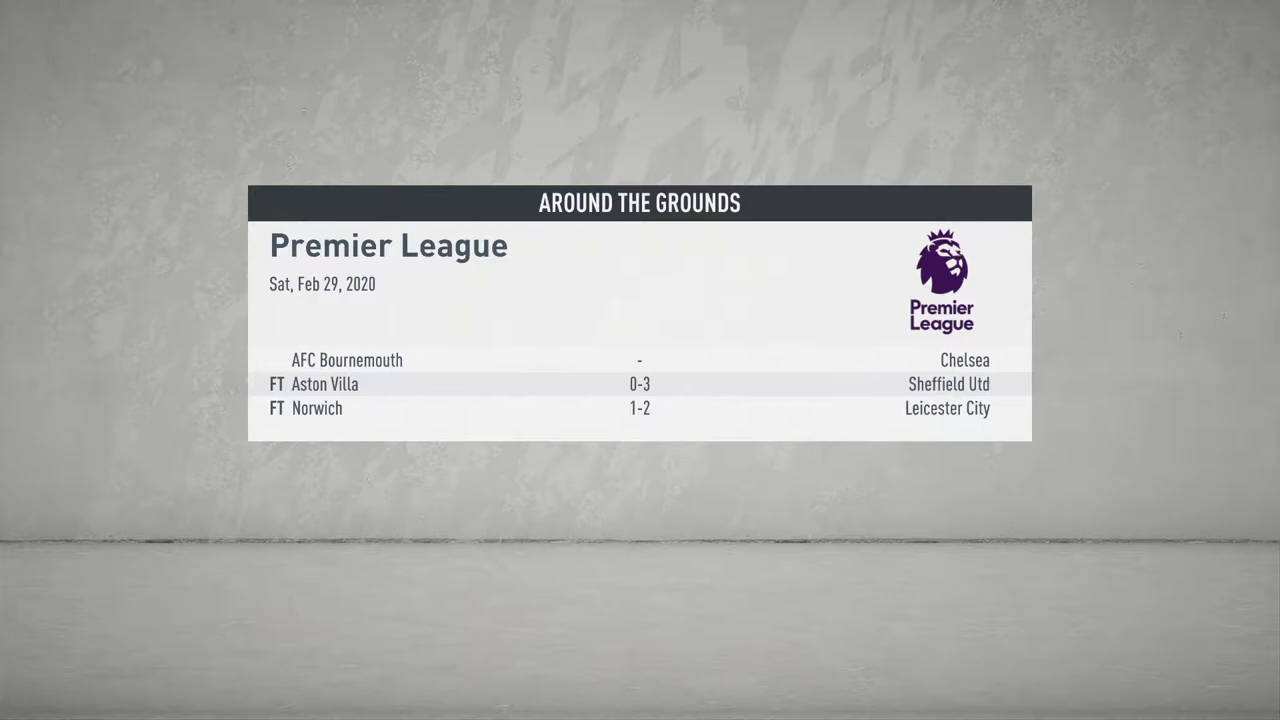 AROUND THE GROUNDS
Premier League
Sat, Feb 29, 2020
Premier
League
AFC Bournemouth - Chelsea
FT Aston Villa 0-3 Sheffield Utd
FT Norwich 1-2 Leicester City